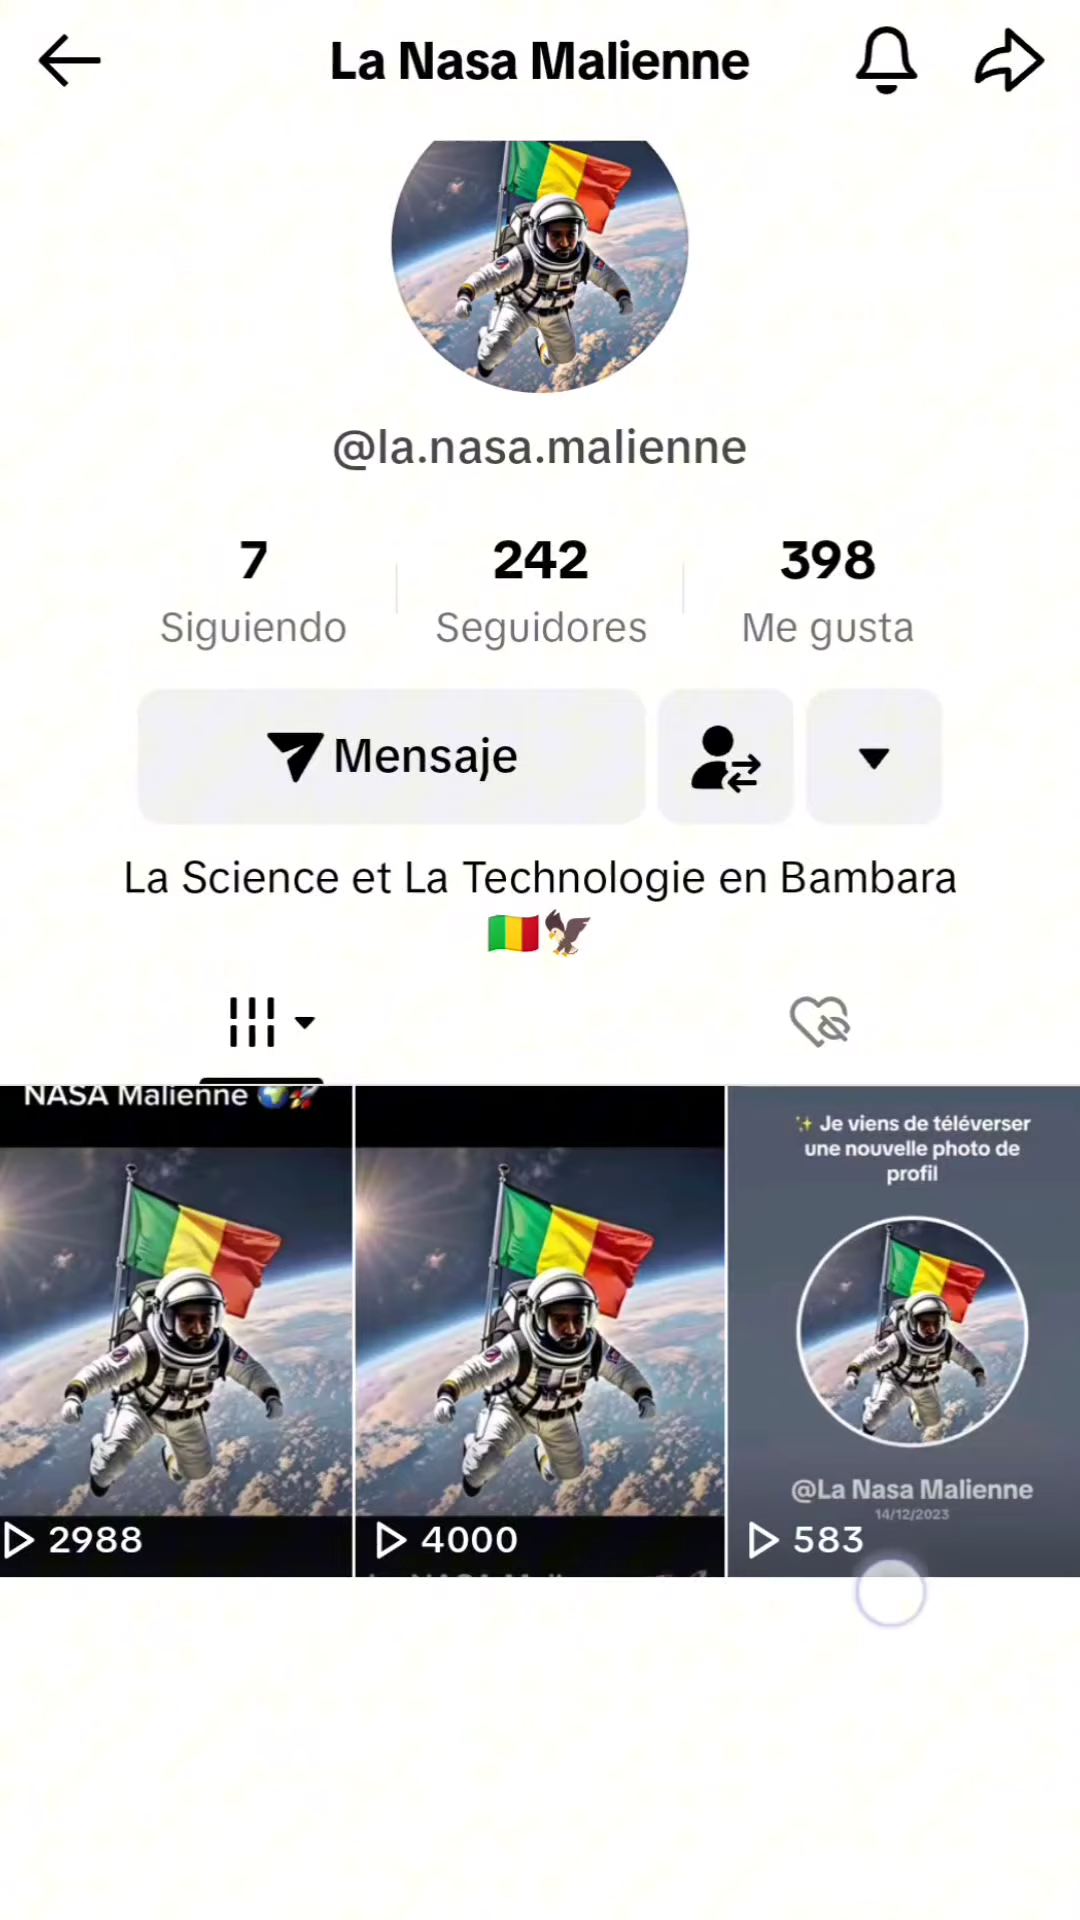 La Nasa Malienne
@la.nasa.malienne
7
Siguiendo
242
Seguidores
398
Me gusta
Mensaje
La Science et La Technologie en Bambara
🇲🇱🦅
NASA Malienne 🌍🚀
2988
4000
✨ Je viens de téléverser
une nouvelle photo de
profil
@La Nasa Malienne
14/12/2023
583